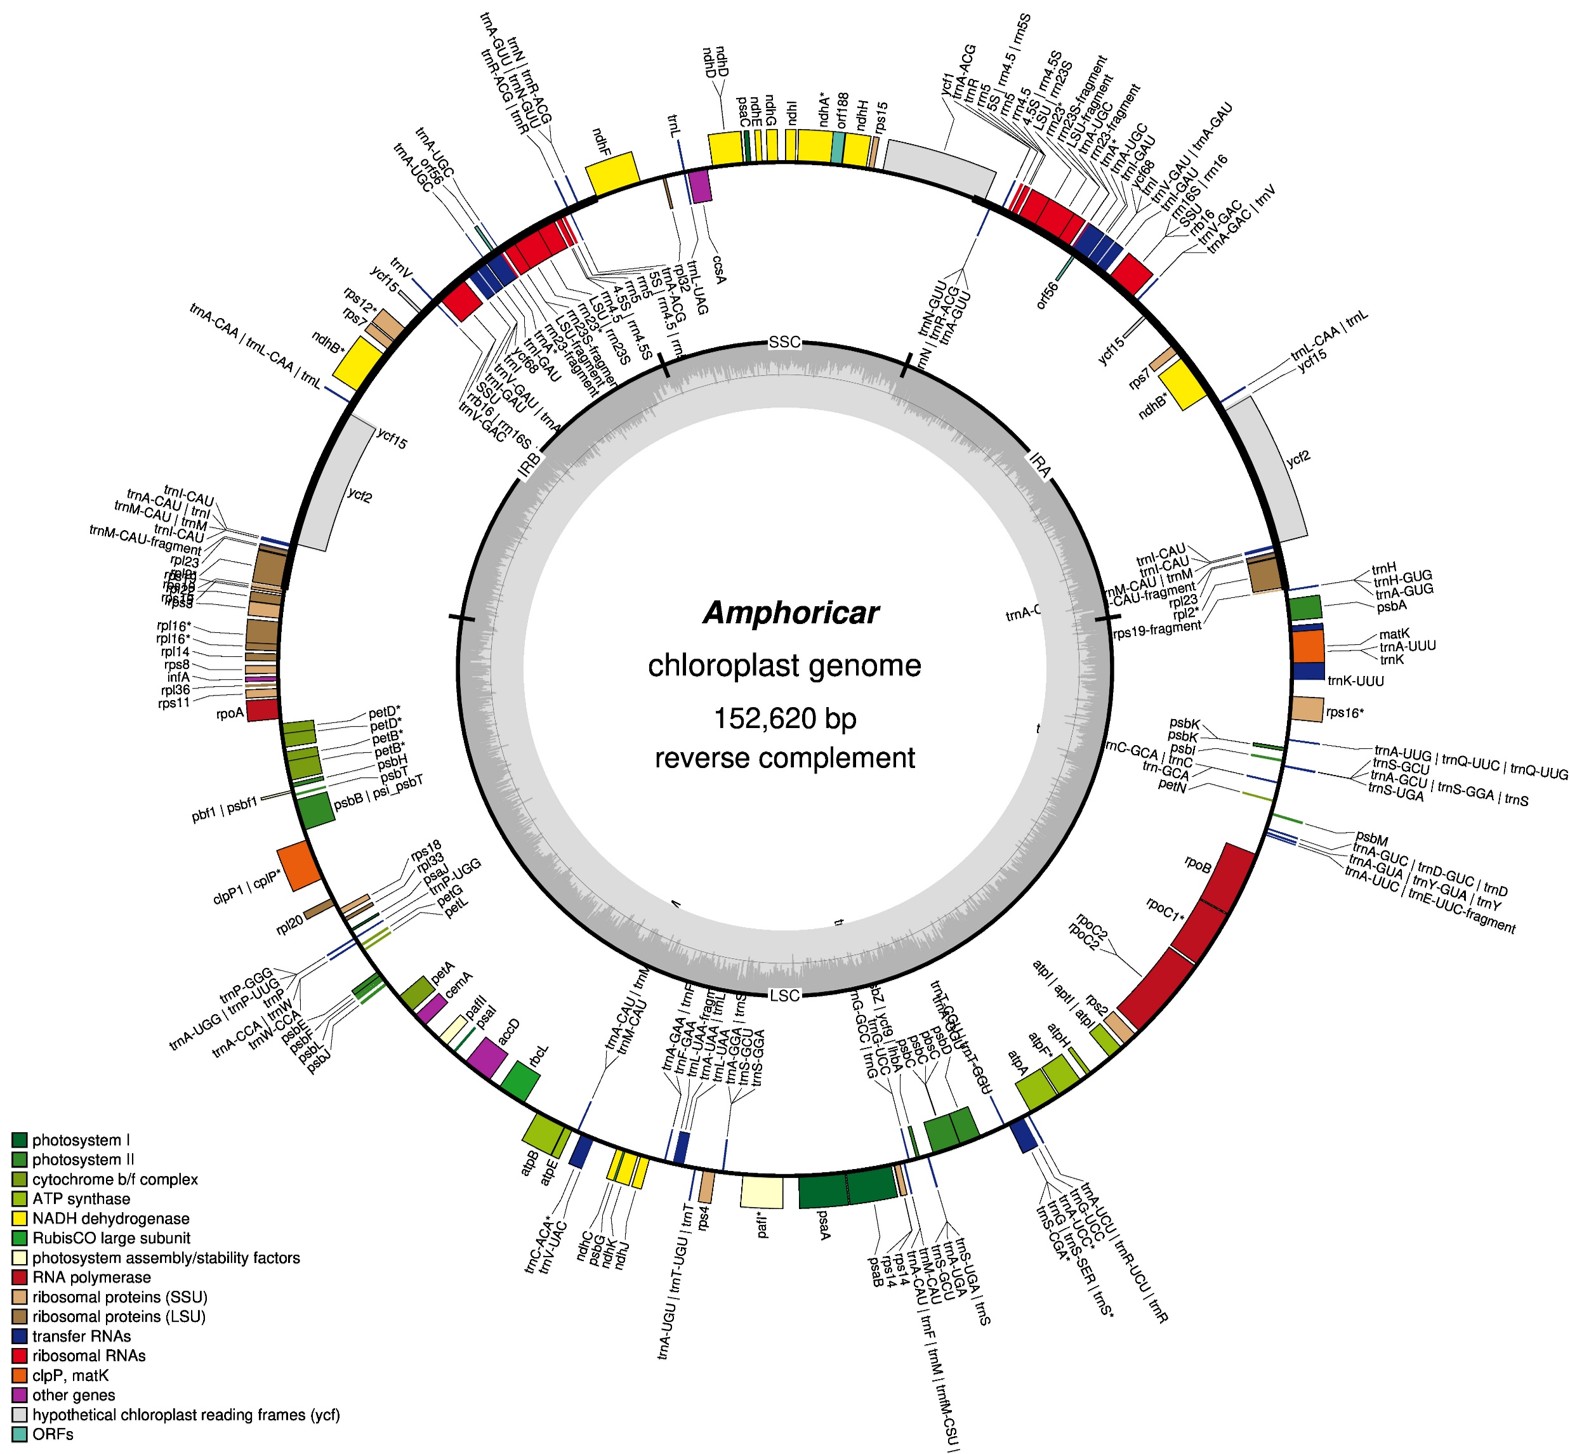 Amphoricar
chloroplast genome
152,620 bp
reverse complement
SSC
IRA
LSC
IRB
trnN | trnR-ACG
trnA-GUU | trnN-GUU
trnR-ACG | trnR
ndhF
trnL
ndhD
ndhD
psaC
ndhE
ndhG
ndhI
ndhA*
orf188
ndhH
rps15
ycf1
trnA-ACG
trnR
rrn5
5S | rrn4.5 | rrn5S
rrn5
rrn4.5
4.5S | rrn4.5S
LSU | rrn23S
rrn23*
rrn23S-fragment
LSU-fragment
trnA-UGC
rrn23-fragment
trnA*
trnA-UGC
trnI-GAU
ycf68
trnI
trnV-GAU | trnA-GAU
trnI-GAU
rrn16S | rrn16
SSU
rrb16
trnV-GAC
trnA-GAC | trnV
orf56
ycf15
rps7
ndhB*
trnL-CAA | trnL
ycf15
ycf2
trnN-GUU
trnN | trnR-ACG
trnA-GUU
trnI-CAU
trnI-CAU
trnM-CAU | trnM
CAU-fragment
rpl23
rpl2*
rps19-fragment
trnH
trnH-GUG
trnA-GUG
psbA
matK
trnA-UUU
trnK
trnK-UUU
rps16*
psbK
psbK
psbI
trnC-GCA | trnC
trn-GCA
petN
trnA-UUG | trnQ-UUC | trnQ-UUG
trnS-GCU
trnA-GCU | trnS-GGA | trnS
trnS-UGA
psbM
trnA-GUC | trnD-GUC | trnD
trnA-GUA | trnY-GUA | trnY
trnA-UUC | trnE-UUC-fragment
rpoB
rpoC1*
rpoC2
rpoC2
rps2
atpI | aptI | atpI
atpH
atpF*
atpA
trnA-UCU | trnR-UCU | trnR
trnG-UCC
trnA-UCC*
trnG | trnS-SER | trnS*
trnS-CGA*
psbD
pbsC
psbC
psbC
sbZ | ycf9 | lhbA
trnG-UCC
trnG-GCC | trnG
trnS-UGA | trnS
trnA-UGA
trnS-GCU
trnM-CAU
trnA-CAU | trnF | trnM | trnfM-CSU |
rps14
rps14
psaB
psaA
pafI*
rps4
trnA-UGU | trnT-UGU | trnT
trnS-GGA
trnS-GCU
trnA-GGA | trnS
trnL-UAA
trnA-UAA | trnL
trnL-UAA-fragm
trnF-GAA
trnA-GAA | trnF
trnM-CAU
trnA-CAU | trnM
ndhJ
ndhK
psbG
ndhC
trnV-UAC
trnC-ACA*
atpE
atpB
rbcL
accD
psaI
pafII
cemA
petA
psbJ
psbL
psbF
psbE
trnW-CCA
trnA-CCA | trnW
trnP
trnA-UGG | trnP-UUG
trnP-GGG
petL
petG
trnP-UGG
psaJ
rpl33
rps18
rpl20
clpP1 | cplP*
pbf1 | psbf1
psbB | psi_psbT
psbT
psbH
petB*
petB*
petD*
petD*
rpoA
rps11
rpl36
infA
rps8
rpl14
rpl16*
rpl16*
rps3
rpl23
trnM-CAU-fragment
trnI-CAU
trnM-CAU | trnM
trnA-CAU | trnI
trnI-CAU
ycf2
ycf15
trnA-CAA | trnL-CAA | trnL
ndhB*
rps7
rps12*
ycf15
trnV
trnA-UGC
orf56
trnA-UGC
trnV-GAC
rrb16 | rrn16S
SSU
trnI-GAU
trnV-GAU | trnA
trnI
ycf68
trnI-GAU
trnA*
rrn23-fragment
LSU-fragment
rrn23S-fragmen
rrn23*
LSU | rrn23S
rrn4.5
4.5S | rrn4.5S
rrn5
rrn5
5S | rrn4.5 | rrn
trnA-ACG
rpl32
trnL-UAG
ccsA
photosystem I
photosystem II
cytochrome b/f complex
ATP synthase
NADH dehydrogenase
RubisCO large subunit
photosystem assembly/stability factors
RNA polymerase
ribosomal proteins (SSU)
ribosomal proteins (LSU)
transfer RNAs
ribosomal RNAs
clpP, matK
other genes
hypothetical chloroplast reading frames (ycf)
ORFs